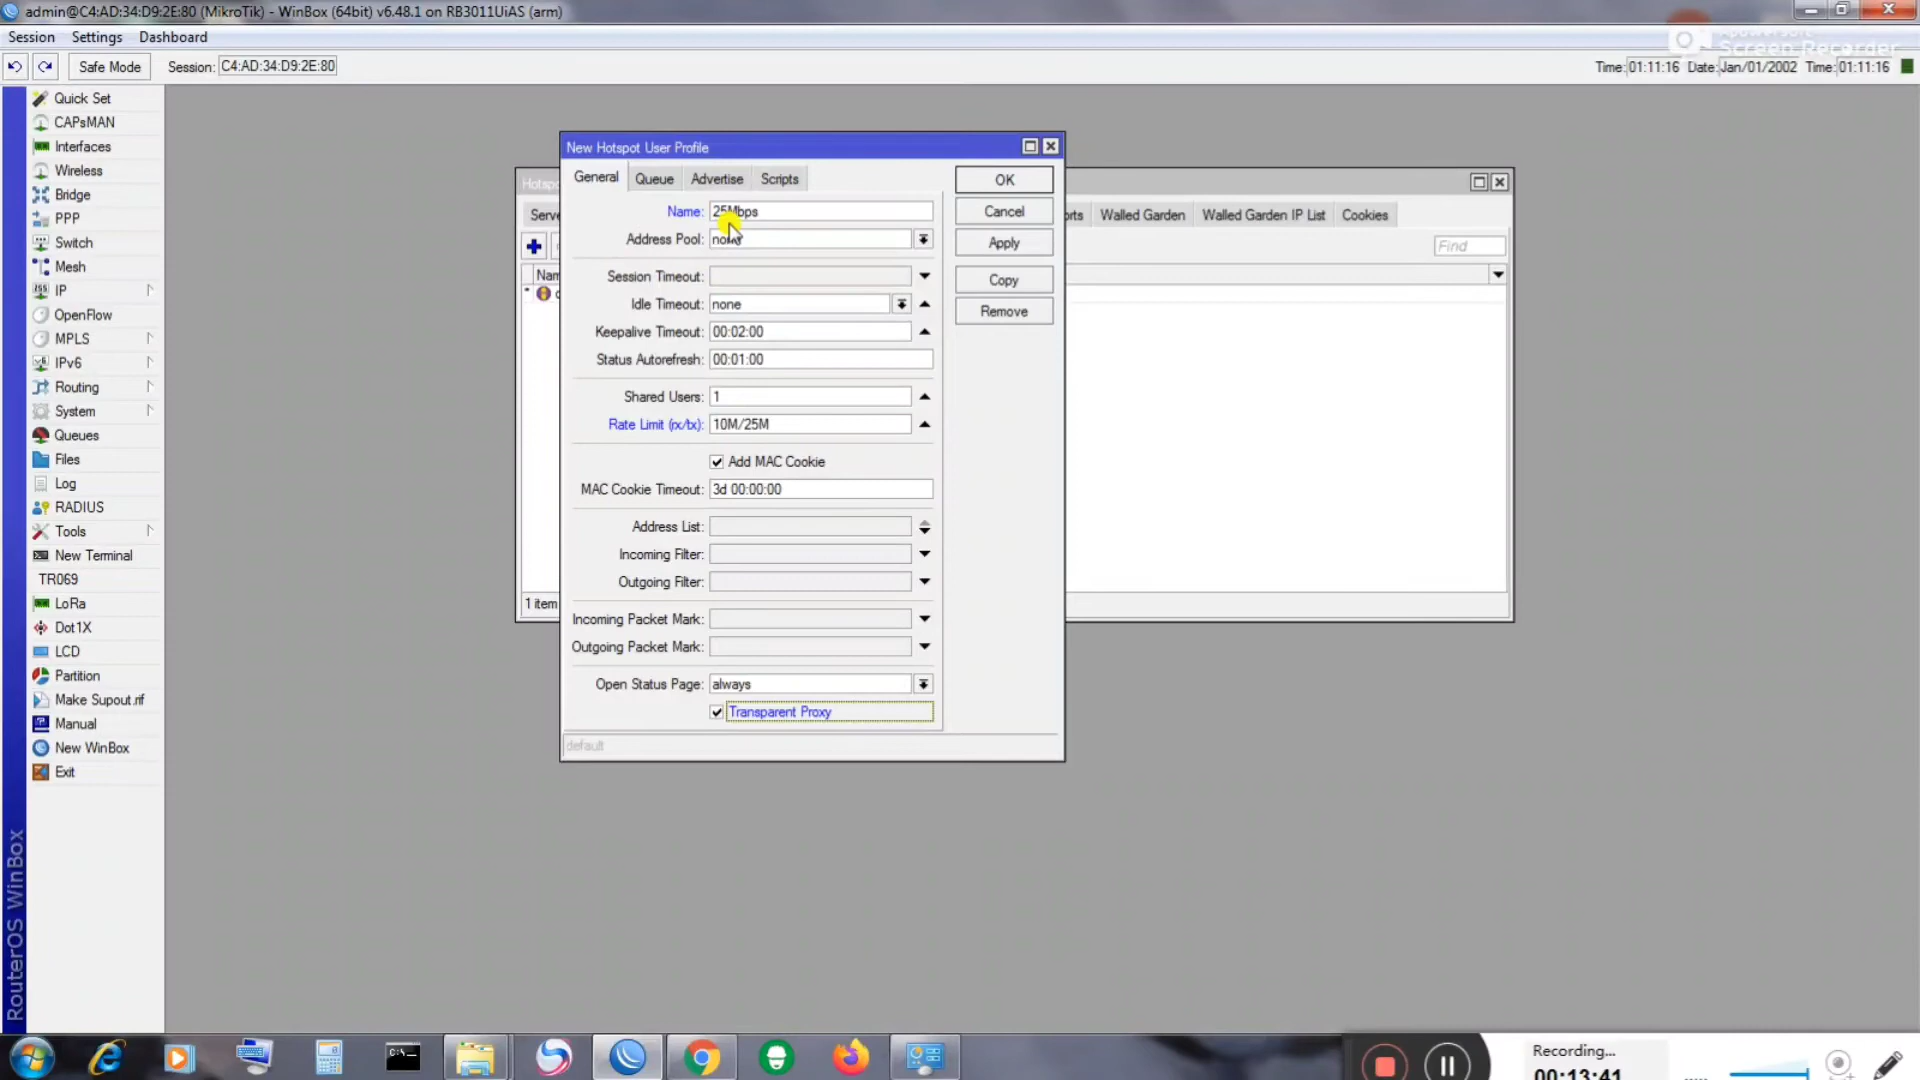 admin@C4:AD:34:D9:2E:80 (MikroTik) - WinBox (64bit) v6.48.1 on RB3011UiAS (arm)
Session Settings Dashboard
Screen Recorder
Safe Mode Session: C4:AD:34:D9:2E:80 Time: 01:11:16 Date: Jan/01/2002 Time: 01:11:16
Quick Set
CAPsMAN
Interfaces
Wireless
Bridge
PPP
Switch
Mesh
IP
OpenFlow
MPLS
IPv6
Routing
System
Queues
Files
Log
RADIUS
Tools
New Terminal
TR069
LoRa
Dot1X
LCD
Partition
Make Supout.rif
Manual
New WinBox
Exit
RouterOS WinBox
New Hotspot User Profile
General Queue Advertise Scripts
Name: 25Mbps
Address Pool: none
Session Timeout:
Idle Timeout: none
Keepalive Timeout: 00:02:00
Status Autorefresh: 00:01:00
Shared Users: 1
Rate Limit (rx/tx): 10M/25M
Add MAC Cookie
MAC Cookie Timeout: 3d 00:00:00
Address List:
Incoming Filter:
Outgoing Filter:
Incoming Packet Mark:
Outgoing Packet Mark:
Open Status Page: always
Transparent Proxy
default
OK
Cancel
Apply
Copy
Remove
Walled Garden Walled Garden IP List Cookies
Find
1 item
C:\
Recording...
00:13:41